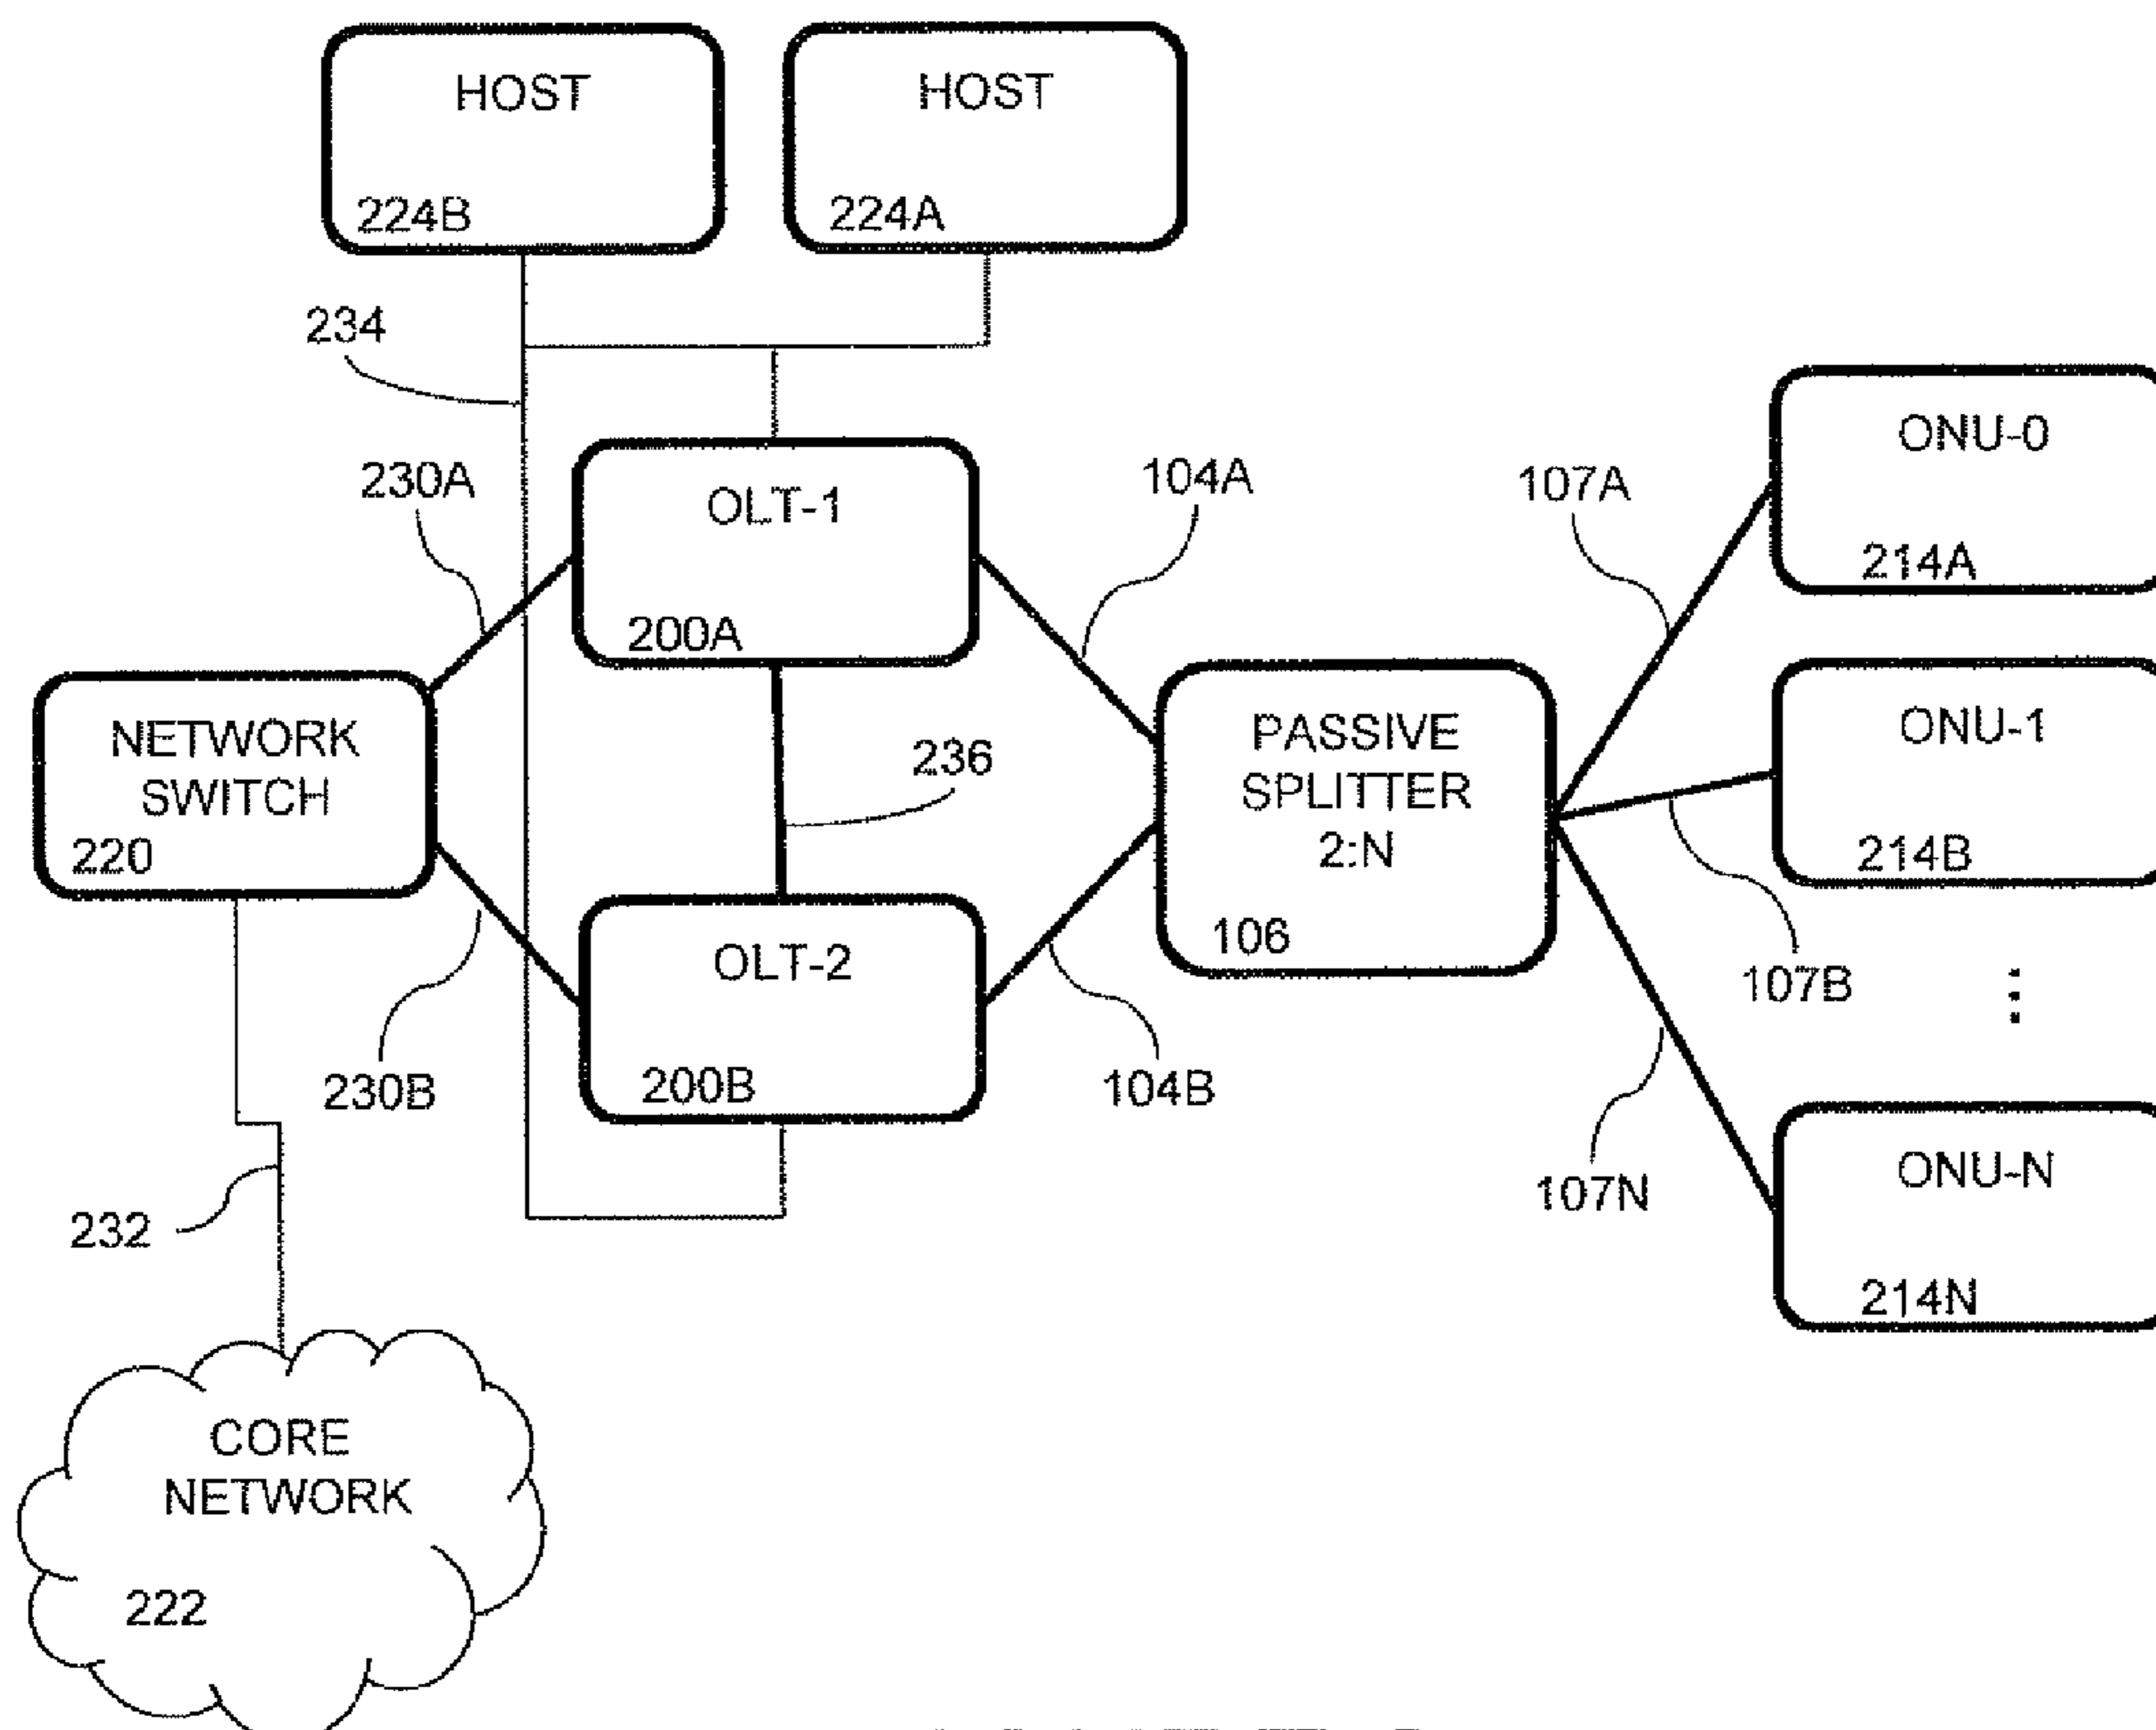 HOST
224B
HOST
224A
234
230A
OLT-1
200A
104A
107A
ONU-0
214A
NETWORK
SWITCH
220
236
PASSIVE
SPLITTER
2:N
106
ONU-1
214B
107B
230B
OLT-2
200B
104B
107N
ONU-N
214N
232
CORE
NETWORK
222